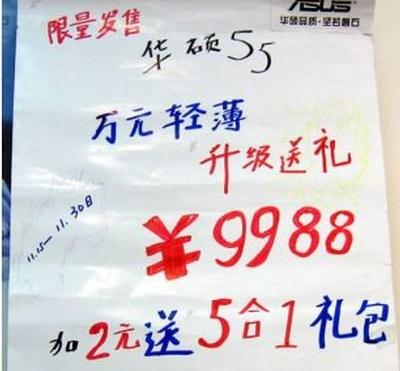 ASUS
华硕品质·坚若磐石
限量发售
华硕S5
万元轻薄
升级送礼
11.15—11.30日
¥9988
加2元送5合1礼包